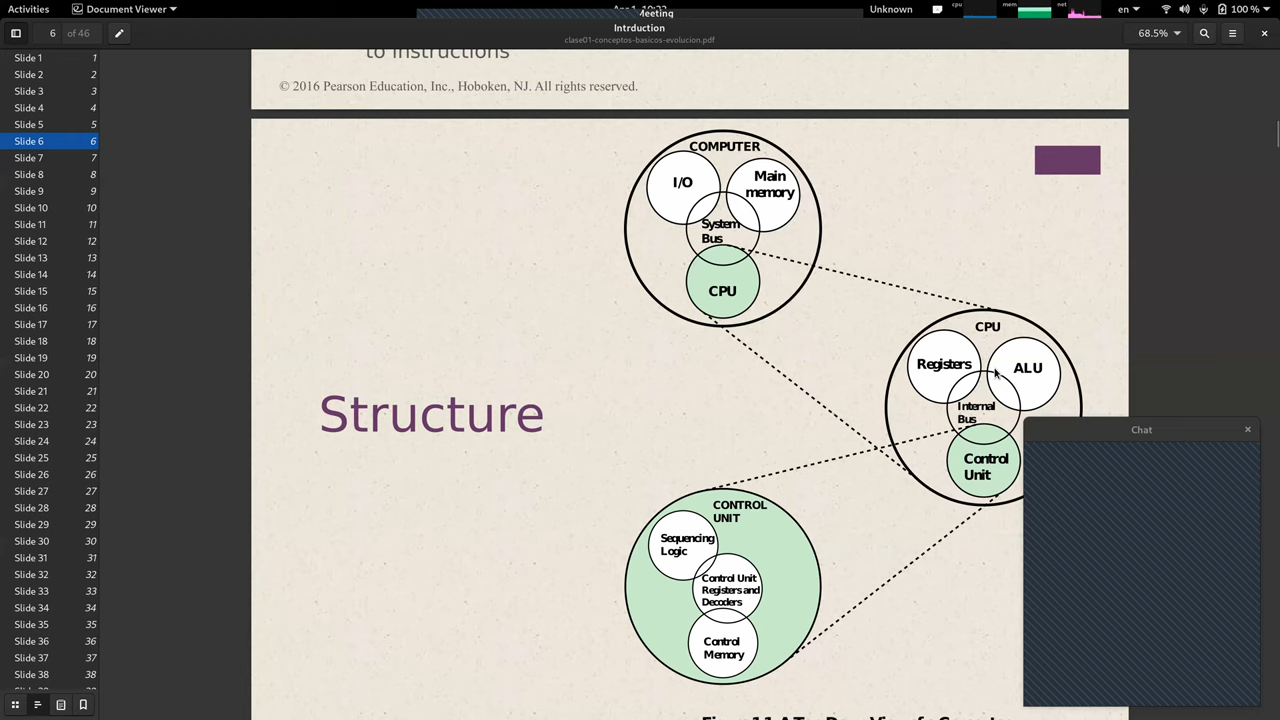 Activities
Document Viewer
Meeting
Unknown
cpu
mem
net
en
100 %
6 of 46
Intrduction
clase01-conceptos-basicos-evolucion.pdf
88.5%
Slide 1 1
Slide 2 2
Slide 3 3
Slide 4 4
Slide 5 5
Slide 6 6
Slide 7 7
Slide 8 8
Slide 9 9
Slide 10 10
Slide 11 11
Slide 12 12
Slide 13 13
Slide 14 14
Slide 15 15
Slide 16 16
Slide 17 17
Slide 18 18
Slide 19 19
Slide 20 20
Slide 21 21
Slide 22 22
Slide 23 23
Slide 24 24
Slide 25 25
Slide 26 26
Slide 27 27
Slide 28 28
Slide 29 29
Slide 30 30
Slide 31 31
Slide 32 32
Slide 33 33
Slide 34 34
Slide 35 35
Slide 36 36
Slide 37 37
Slide 38 38
to instructions
© 2016 Pearson Education, Inc., Hoboken, NJ. All rights reserved.
Structure
COMPUTER
I/O
Main
memory
System
Bus
CPU
CPU
Registers
ALU
Internal
Bus
Control
Unit
CONTROL
UNIT
Sequencing
Logic
Control Unit
Registers and
Decoders
Control
Memory
Chat